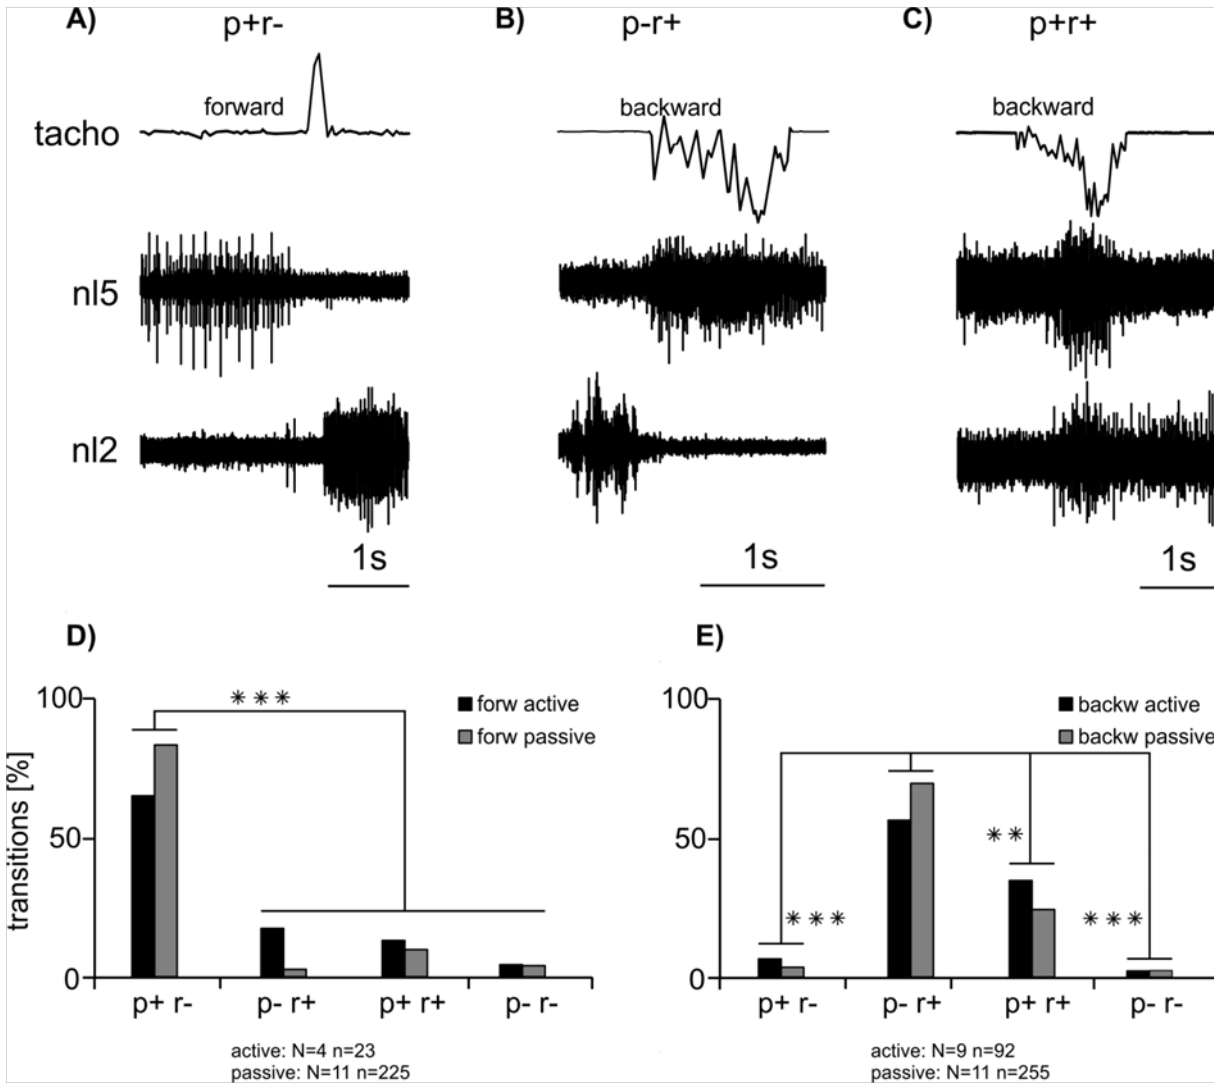 A) p+r- B) p-r+ C) p+r+
forward backward backward
tacho
nl5
nl2
1s 1s 1s
D) E)
100 *** forw active 100 backw active
forw passive backw passive
transitions [%]
50 50 **
*** ***
0 0
p+ r- p- r+ p+ r+ p- r- p+ r- p- r+ p+ r+ p- r-
active: N=4 n=23 active: N=9 n=92
passive: N=11 n=225 passive: N=11 n=255